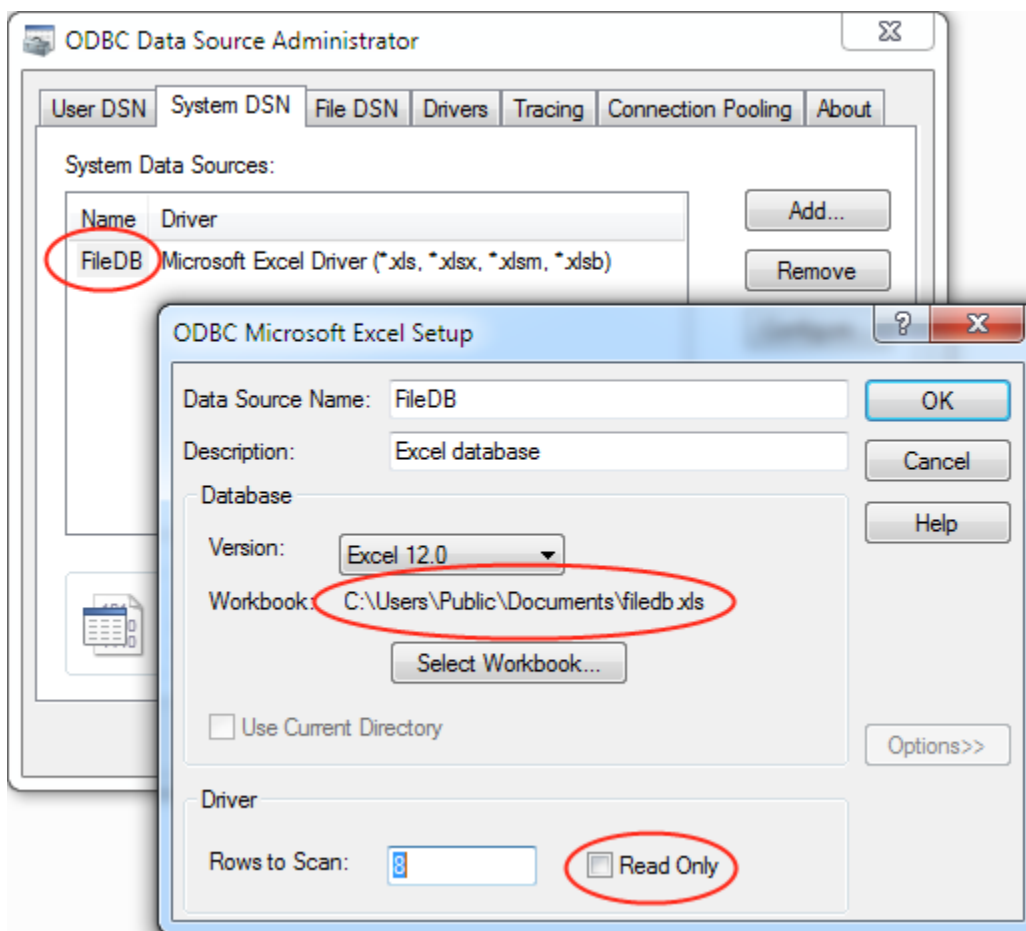 ODBC Data Source Administrator
User DSN System DSN File DSN Drivers Tracing Connection Pooling About
System Data Sources:
Name Driver
Add...
FileDB Microsoft Excel Driver (*.xls, *.xlsx, *.xlsm, *.xlsb)
Remove
ODBC Microsoft Excel Setup
Data Source Name: FileDB
OK
Description: Excel database
Cancel
Database
Help
Version: Excel 12.0
Workbook: C:\Users\Public\Documents\filedb.xls
Select Workbook...
Use Current Directory
Options>>
Driver
Rows to Scan: 8 Read Only